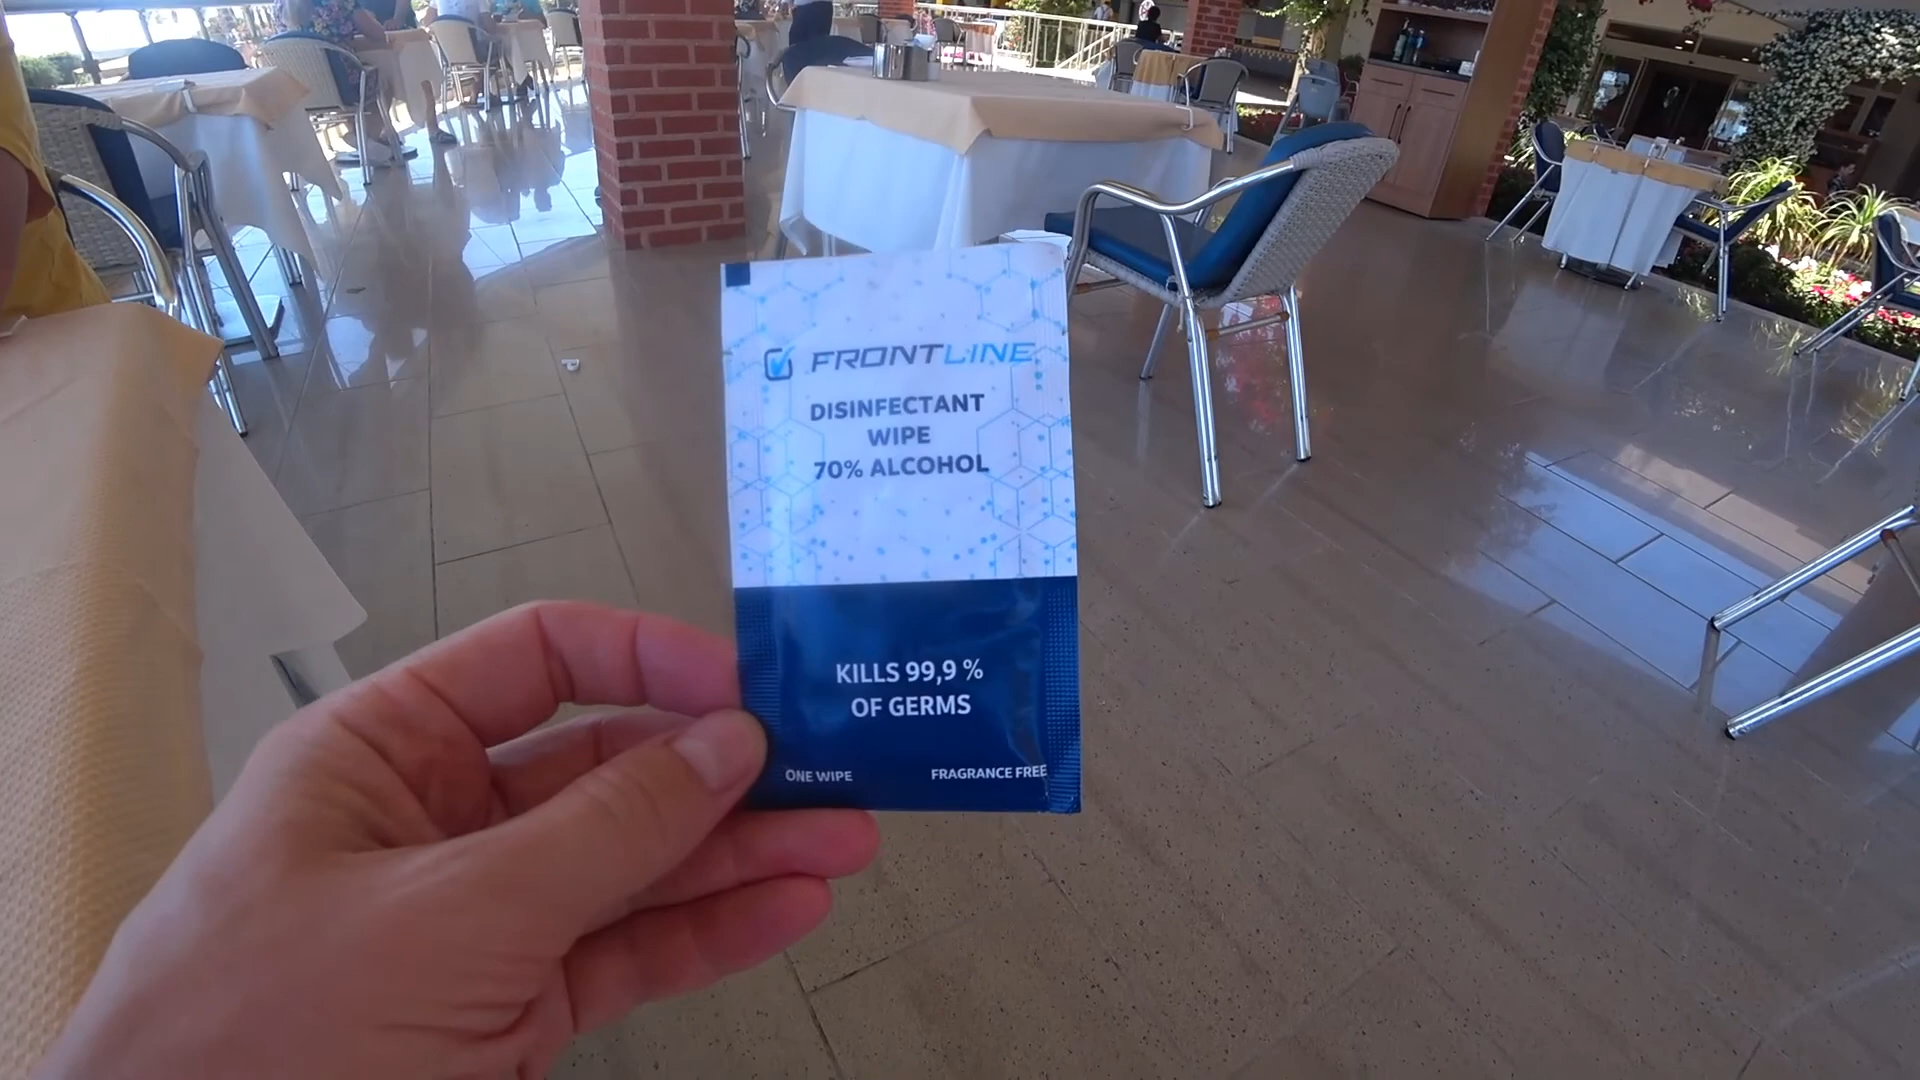 FRONTLINE
DISINFECTANT
WIPE
70% ALCOHOL
KILLS 99,9 %
OF GERMS
ONE WIPE FRAGRANCE FREE